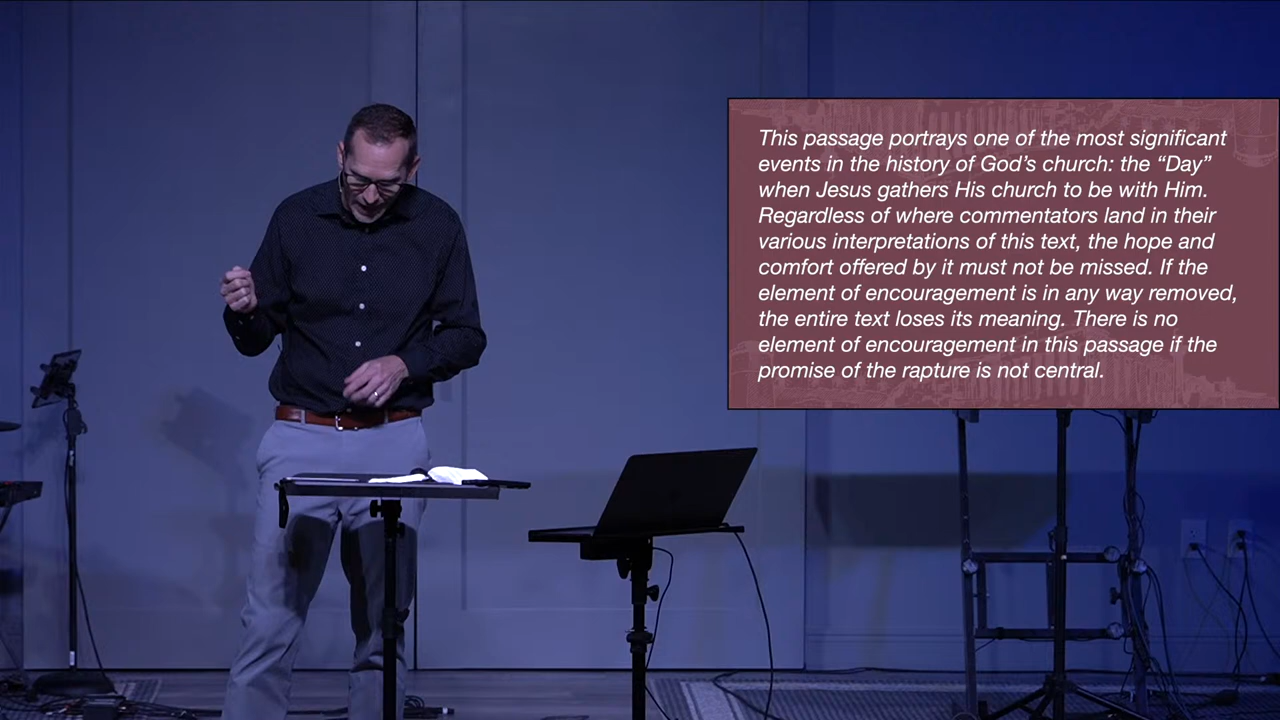 This passage portrays one of the most significant
events in the history of God’s church: the “Day”
when Jesus gathers His church to be with Him.
Regardless of where commentators land in their
various interpretations of this text, the hope and
comfort offered by it must not be missed. If the
element of encouragement is in any way removed,
the entire text loses its meaning. There is no
element of encouragement in this passage if the
promise of the rapture is not central.